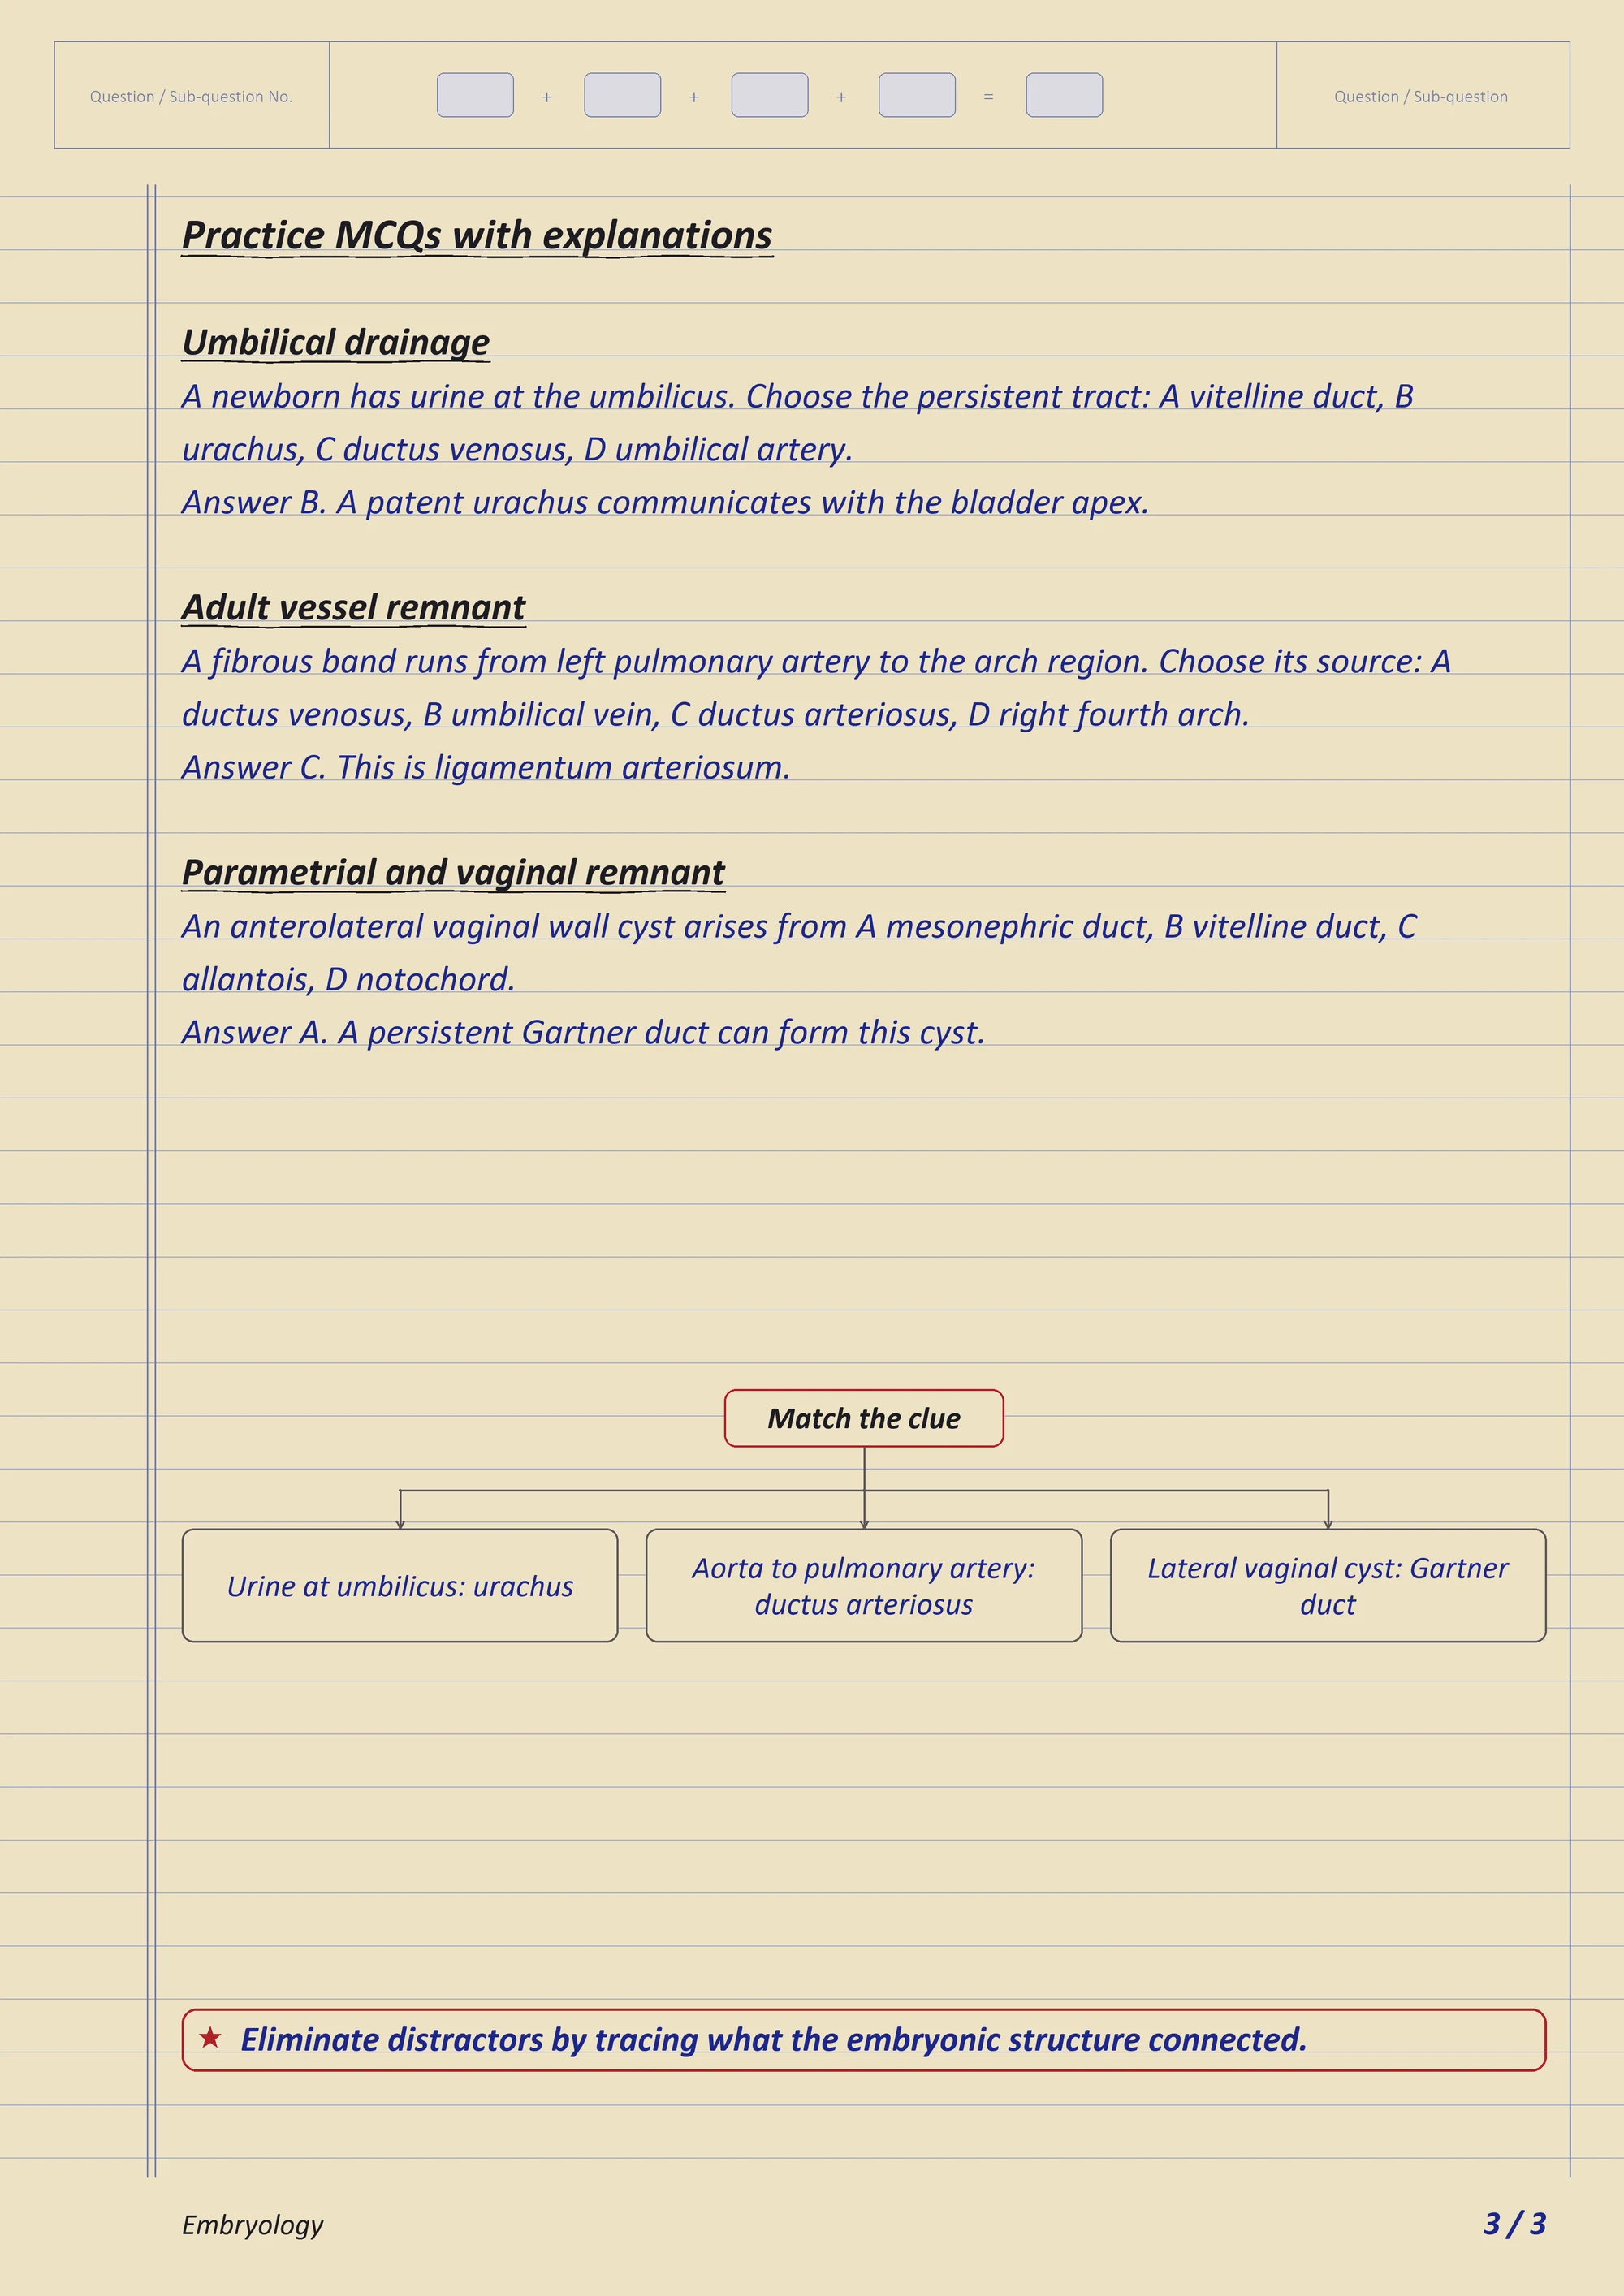 Question / Sub-question No.
+ + + =
Question / Sub-question
Practice MCQs with explanations
Umbilical drainage
A newborn has urine at the umbilicus. Choose the persistent tract: A vitelline duct, B
urachus, C ductus venosus, D umbilical artery.
Answer B. A patent urachus communicates with the bladder apex.
Adult vessel remnant
A fibrous band runs from left pulmonary artery to the arch region. Choose its source: A
ductus venosus, B umbilical vein, C ductus arteriosus, D right fourth arch.
Answer C. This is ligamentum arteriosum.
Parametrial and vaginal remnant
An anterolateral vaginal wall cyst arises from A mesonephric duct, B vitelline duct, C
allantois, D notochord.
Answer A. A persistent Gartner duct can form this cyst.
Match the clue
Urine at umbilicus: urachus
Aorta to pulmonary artery:
ductus arteriosus
Lateral vaginal cyst: Gartner
duct
★ Eliminate distractors by tracing what the embryonic structure connected.
Embryology
3 / 3